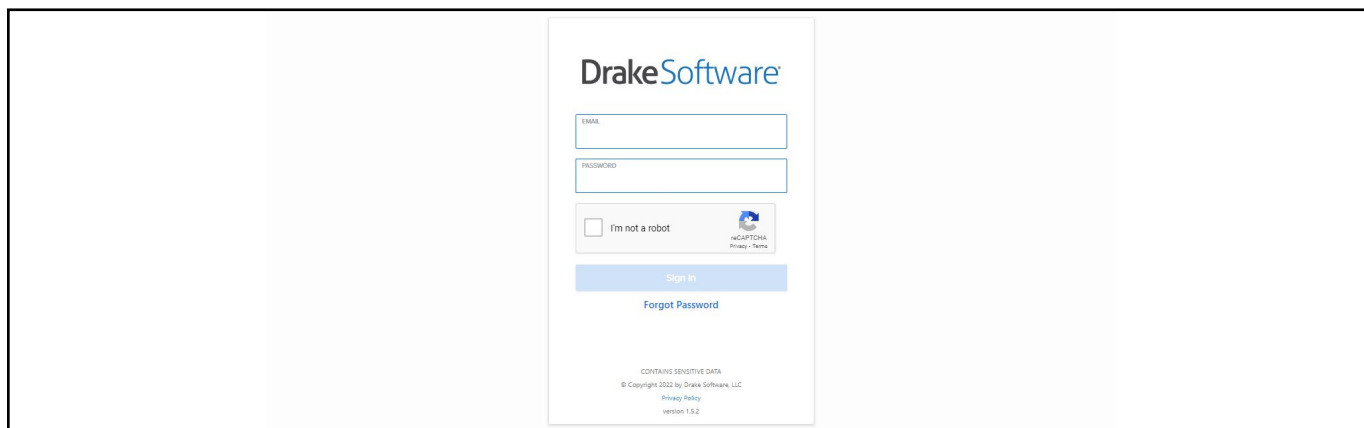 DrakeSoftware
EMAIL
PASSWORD
I'm not a robot
reCAPTCHA
Privacy - Terms
Sign In
Forgot Password
CONTAINS SENSITIVE DATA
© Copyright 2022 by Drake Software, LLC
Privacy Policy
version 1.5.2